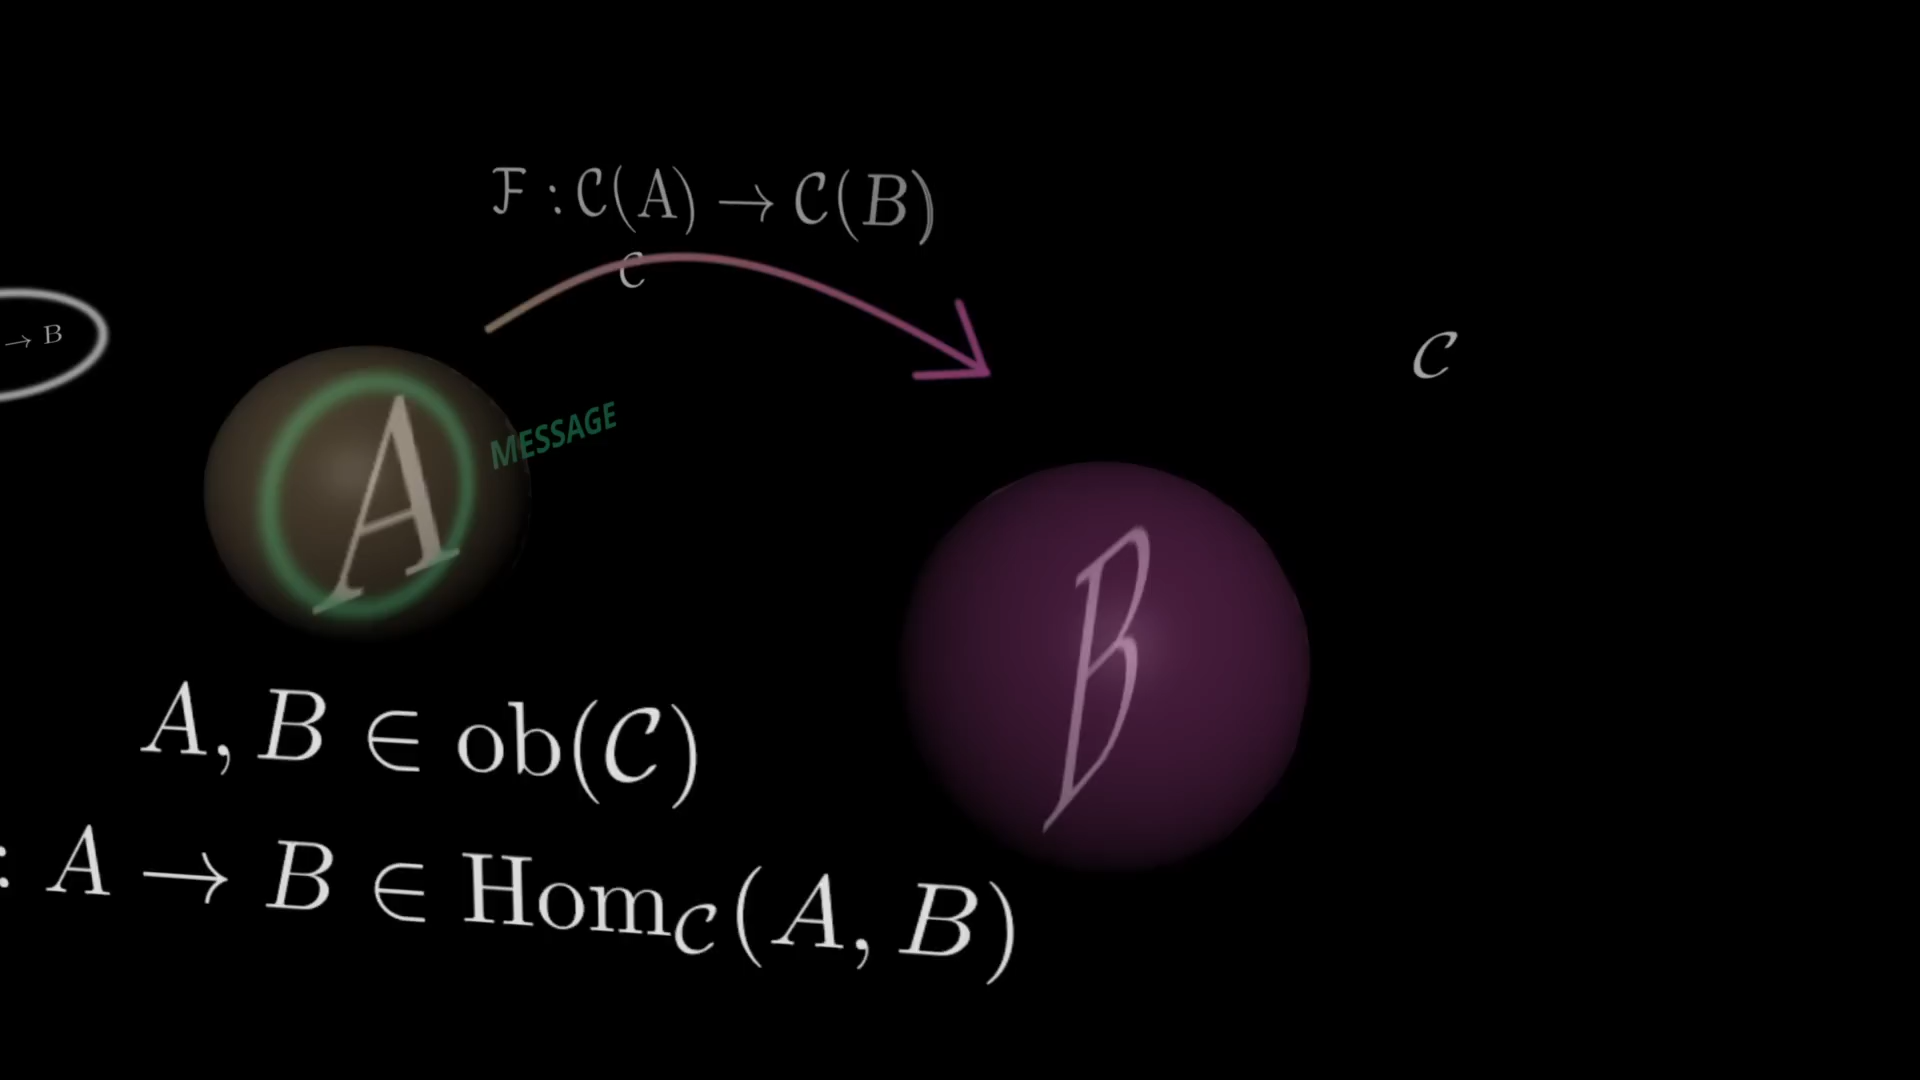 ℱ : 𝒞(A) → 𝒞(B)
𝒞
𝒞
→ B
MESSAGE
A
B
A, B ∈ ob(𝒞)
: A → B ∈ Hom_𝒞(A, B)